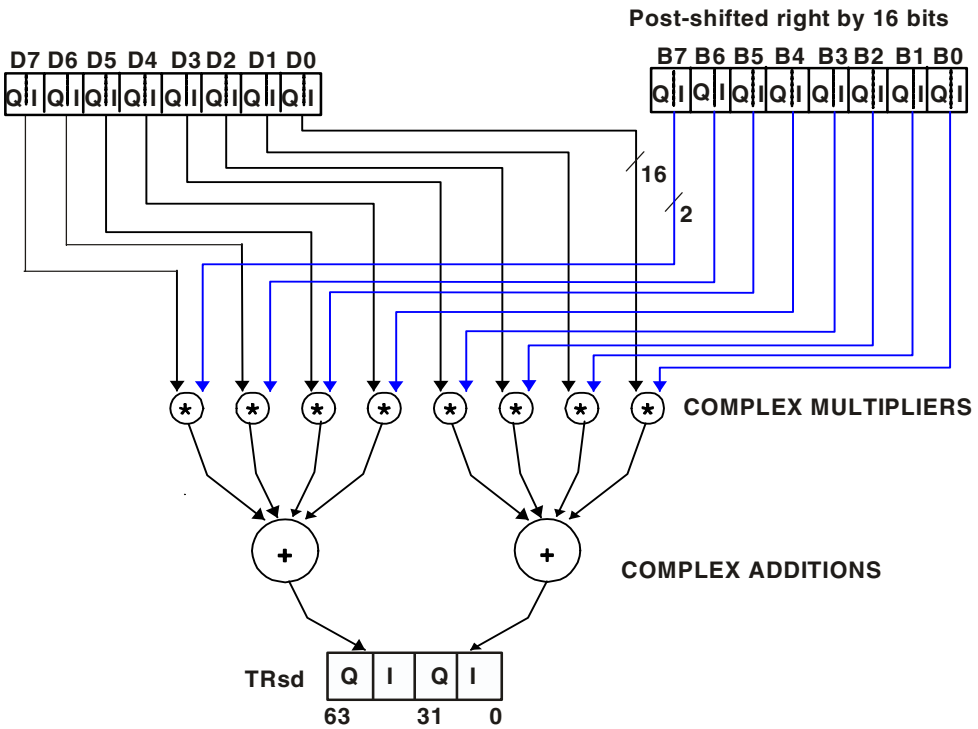 Post-shifted right by 16 bits
D7 D6 D5 D4 D3 D2 D1 D0
B7 B6 B5 B4 B3 B2 B1 B0
Q I Q I Q I Q I Q I Q I Q I Q I
Q I Q I Q I Q I Q I Q I Q I Q I
16
2
* * * * * * * *
COMPLEX MULTIPLIERS
+ +
COMPLEX ADDITIONS
TRsd Q I Q I
63 31 0